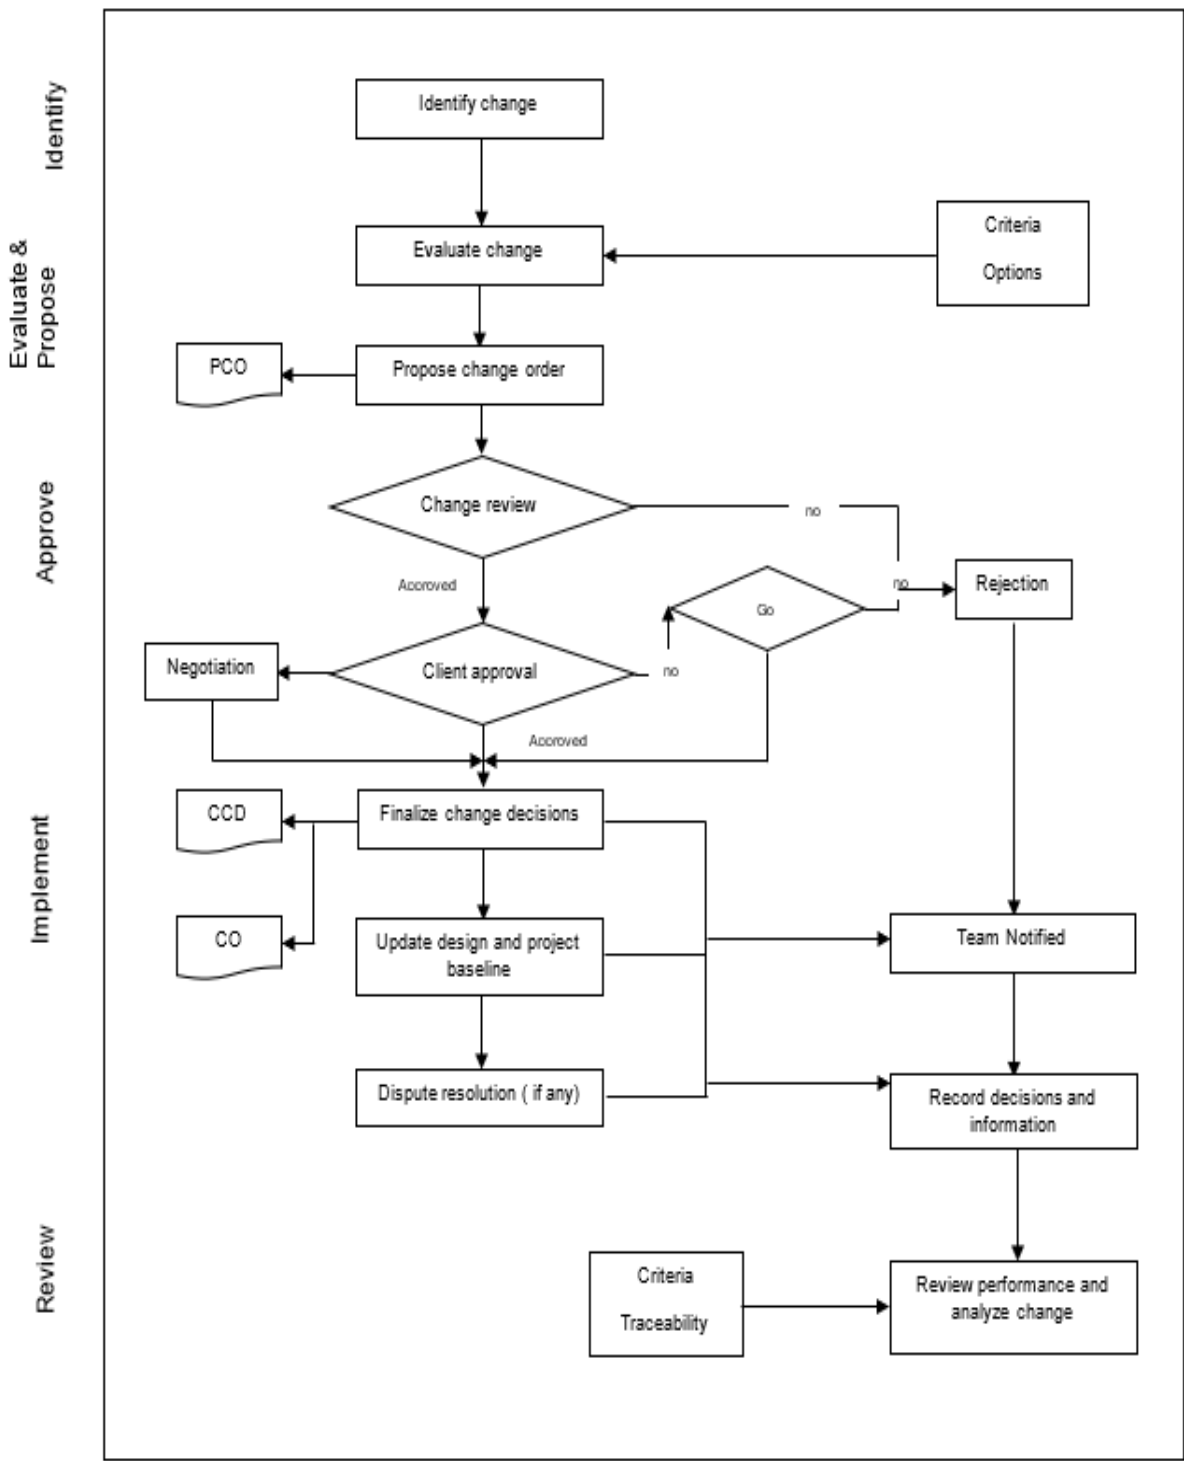 Identify
Identify change
Evaluate &
Propose
Evaluate change
Criteria
Options
PCO
Propose change order
Approve
Change review
no
Approved
Go
no
Rejection
Negotiation
Client approval
no
Approved
Implement
CCD
Finalize change decisions
CO
Update design and project
baseline
Team Notified
Dispute resolution ( if any)
Record decisions and
information
Review
Criteria
Traceability
Review performance and
analyze change